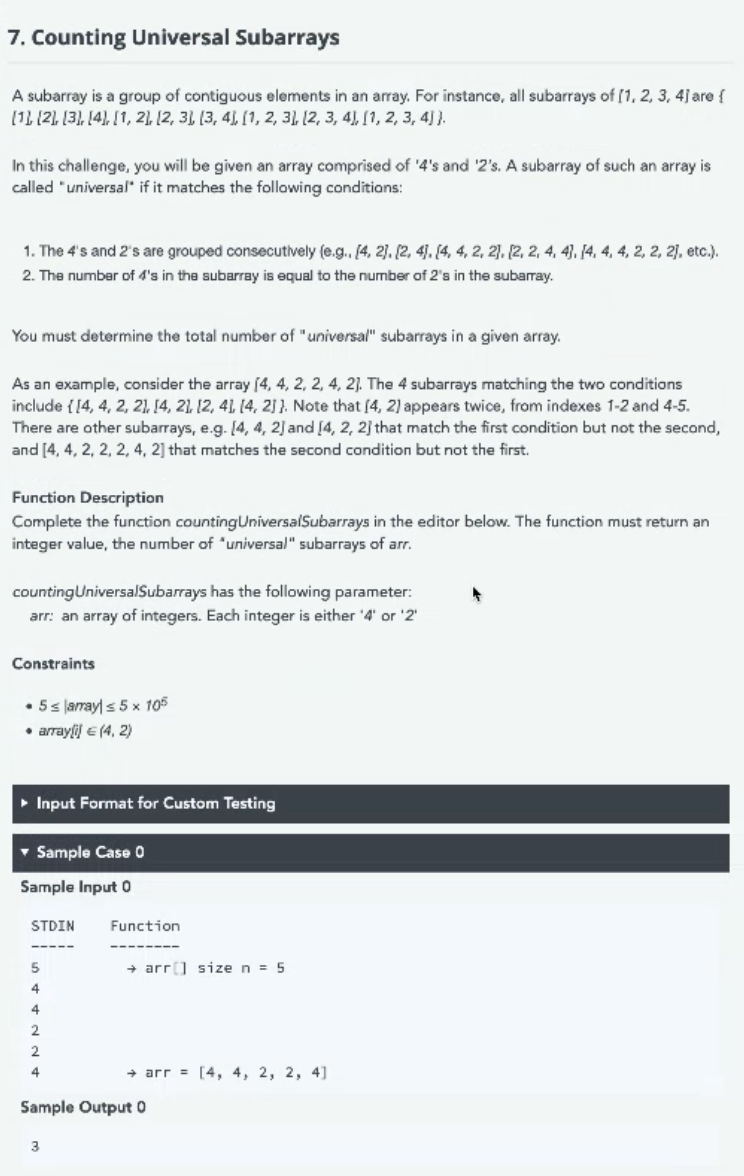 7. Counting Universal Subarrays
A subarray is a group of contiguous elements in an array. For instance, all subarrays of [1, 2, 3, 4] are {
[1], [2], [3], [4], [1, 2], [2, 3], [3, 4], [1, 2, 3], [2, 3, 4], [1, 2, 3, 4] }.
In this challenge, you will be given an array comprised of '4's and '2's. A subarray of such an array is
called "universal" if it matches the following conditions:
1. The 4's and 2's are grouped consecutively (e.g., [4, 2], [2, 4], [4, 4, 2, 2], [2, 2, 4, 4], [4, 4, 4, 2, 2, 2], etc.).
2. The number of 4's in the subarray is equal to the number of 2's in the subarray.
You must determine the total number of "universal" subarrays in a given array.
As an example, consider the array [4, 4, 2, 2, 4, 2]. The 4 subarrays matching the two conditions
include { [4, 4, 2, 2], [4, 2], [2, 4], [4, 2] }. Note that [4, 2] appears twice, from indexes 1-2 and 4-5.
There are other subarrays, e.g. [4, 4, 2] and [4, 2, 2] that match the first condition but not the second,
and [4, 4, 2, 2, 2, 4, 2] that matches the second condition but not the first.
Function Description
Complete the function countingUniversalSubarrays in the editor below. The function must return an
integer value, the number of "universal" subarrays of arr.
countingUniversalSubarrays has the following parameter:
arr: an array of integers. Each integer is either '4' or '2'
Constraints
• 5 ≤ |array| ≤ 5 × 10⁵
• array[i] ∈ (4, 2)
▸ Input Format for Custom Testing
▾ Sample Case 0
Sample Input 0
STDIN Function
----- --------
5 → arr[] size n = 5
4
4
2
2
4 → arr = [4, 4, 2, 2, 4]
Sample Output 0
3